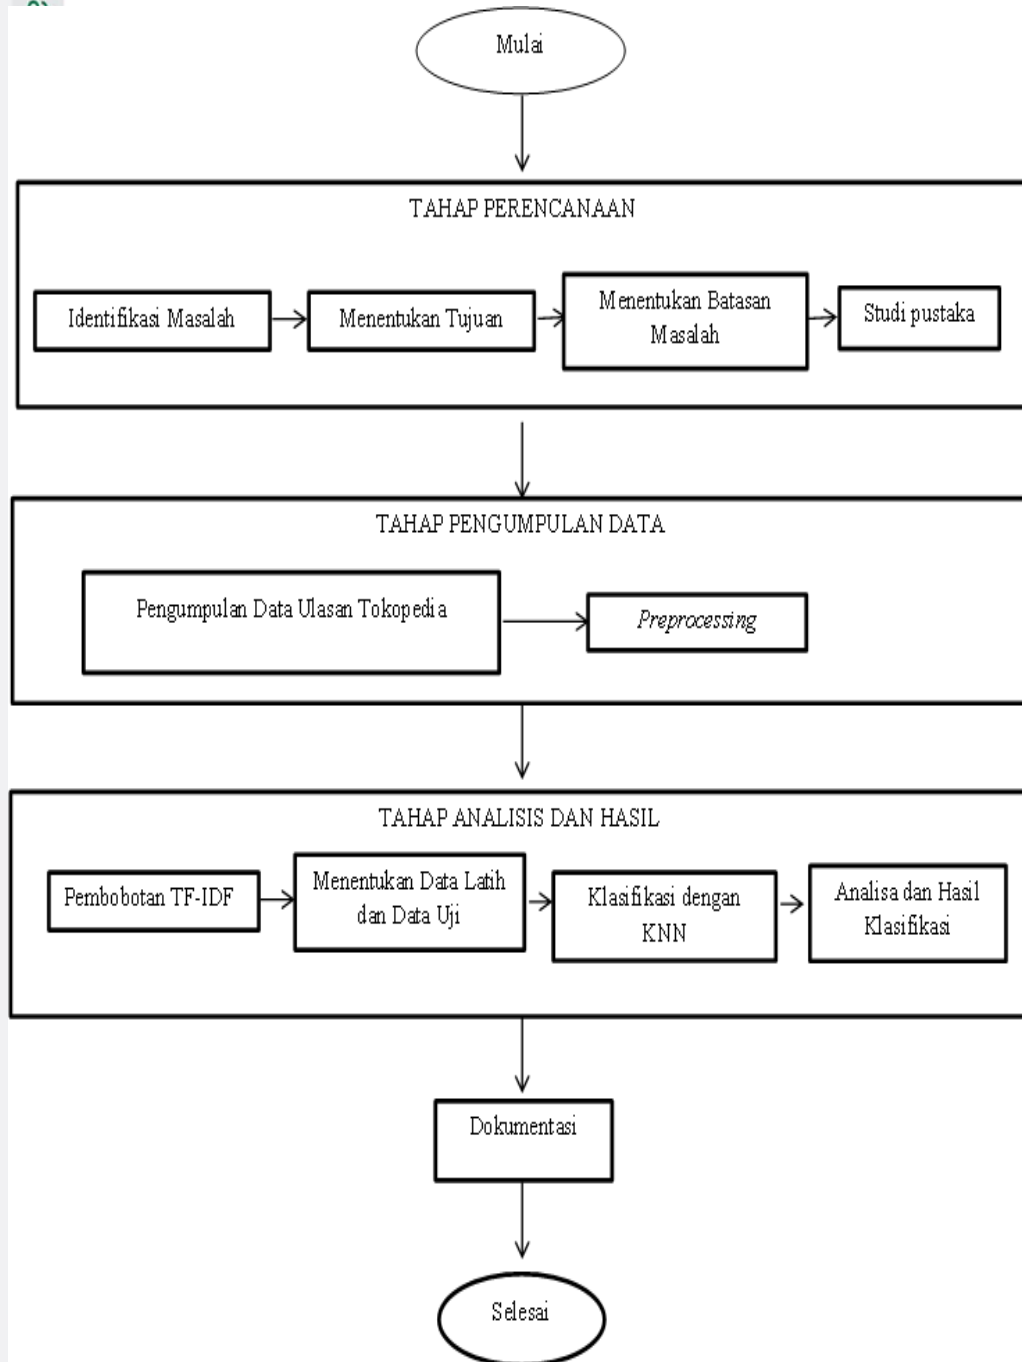 Mulai
TAHAP PERENCANAAN
Identifikasi Masalah
Menentukan Tujuan
Menentukan Batasan
Masalah
Studi pustaka
TAHAP PENGUMPULAN DATA
Pengumpulan Data Ulasan Tokopedia
Preprocessing
TAHAP ANALISIS DAN HASIL
Pembobotan TF-IDF
Menentukan Data Latih
dan Data Uji
Klasifikasi dengan
KNN
Analisa dan Hasil
Klasifikasi
Dokumentasi
Selesai